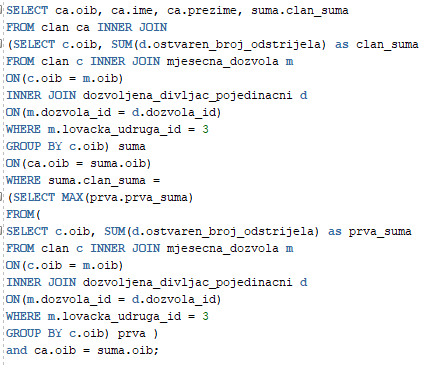 SELECT ca.oib, ca.ime, ca.prezime, suma.clan_suma
FROM clan ca INNER JOIN
(SELECT c.oib, SUM(d.ostvaren_broj_odstrijela) as clan_suma
FROM clan c INNER JOIN mjesecna_dozvola m
ON(c.oib = m.oib)
INNER JOIN dozvoljena_divljac_pojedinacni d
ON(m.dozvola_id = d.dozvola_id)
WHERE m.lovacka_udruga_id = 3
GROUP BY c.oib) suma
ON(ca.oib = suma.oib)
WHERE suma.clan_suma =
(SELECT MAX(prva.prva_suma)
FROM(
SELECT c.oib, SUM(d.ostvaren_broj_odstrijela) as prva_suma
FROM clan c INNER JOIN mjesecna_dozvola m
ON(c.oib = m.oib)
INNER JOIN dozvoljena_divljac_pojedinacni d
ON(m.dozvola_id = d.dozvola_id)
WHERE m.lovacka_udruga_id = 3
GROUP BY c.oib) prva )
and ca.oib = suma.oib;